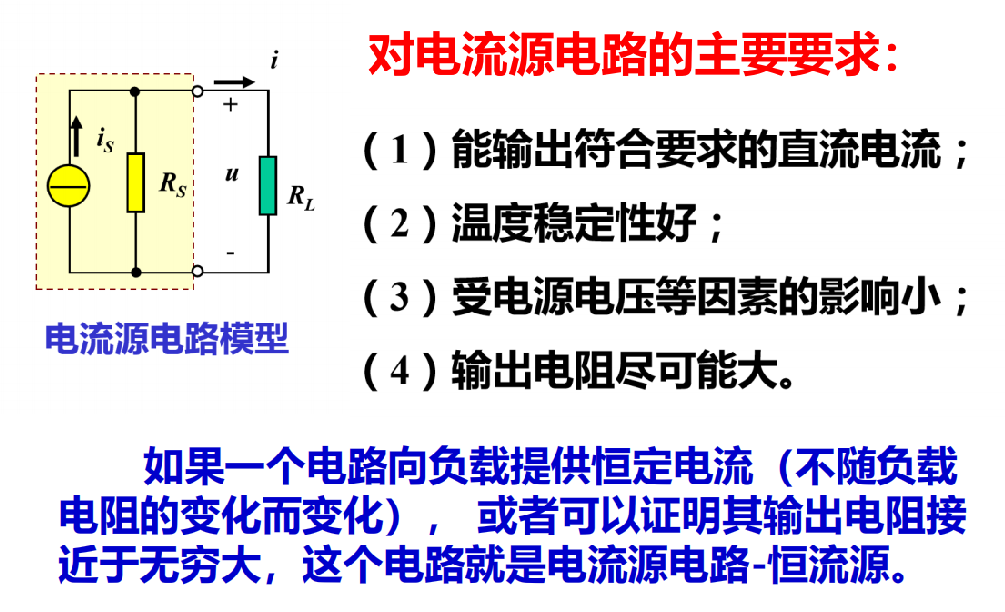 对电流源电路的主要要求：
i
+
iS
RS
u
RL
-
电流源电路模型
（1）能输出符合要求的直流电流；
（2）温度稳定性好；
（3）受电源电压等因素的影响小；
（4）输出电阻尽可能大。
如果一个电路向负载提供恒定电流（不随负载
电阻的变化而变化）， 或者可以证明其输出电阻接
近于无穷大，这个电路就是电流源电路-恒流源。